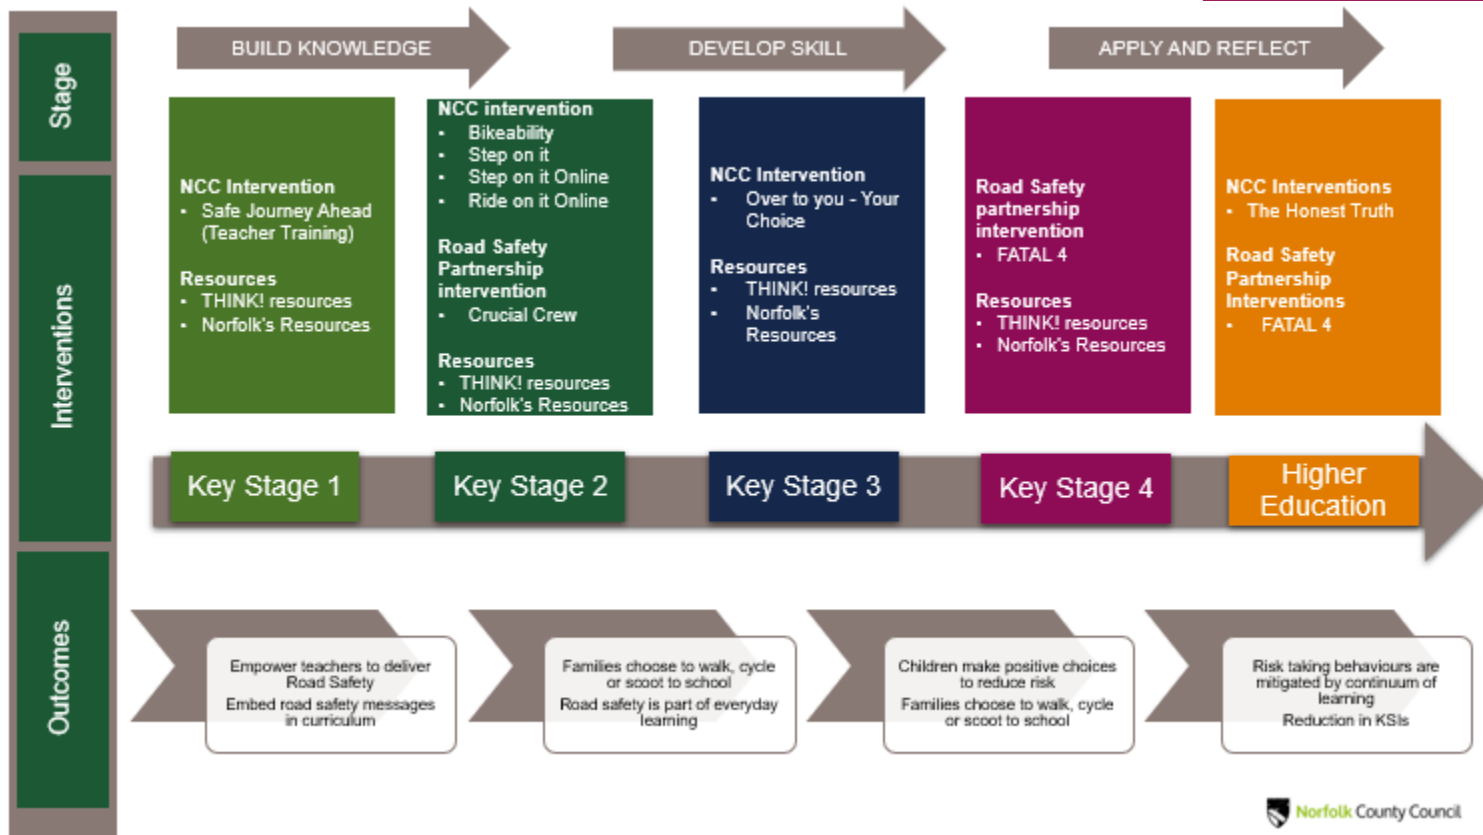 Stage
BUILD KNOWLEDGE
DEVELOP SKILL
APPLY AND REFLECT
Interventions
NCC Intervention
▪ Safe Journey Ahead
(Teacher Training)
Resources
▪ THINK! resources
▪ Norfolk's Resources
NCC intervention
▪ Bikeability
▪ Step on it
▪ Step on it Online
▪ Ride on it Online
Road Safety
Partnership
intervention
▪ Crucial Crew
Resources
▪ THINK! resources
▪ Norfolk's Resources
NCC Intervention
▪ Over to you - Your
Choice
Resources
▪ THINK! resources
▪ Norfolk's
Resources
Road Safety
partnership
intervention
▪ FATAL 4
Resources
▪ THINK! resources
▪ Norfolk's Resources
NCC Interventions
▪ The Honest Truth
Road Safety
Partnership
Interventions
▪ FATAL 4
Key Stage 1
Key Stage 2
Key Stage 3
Key Stage 4
Higher
Education
Outcomes
Empower teachers to deliver
Road Safety
Embed road safety messages
in curriculum
Families choose to walk, cycle
or scoot to school
Road safety is part of everyday
learning
Children make positive choices
to reduce risk
Families choose to walk, cycle
or scoot to school
Risk taking behaviours are
mitigated by continuum of
learning
Reduction in KSIs
Norfolk County Council